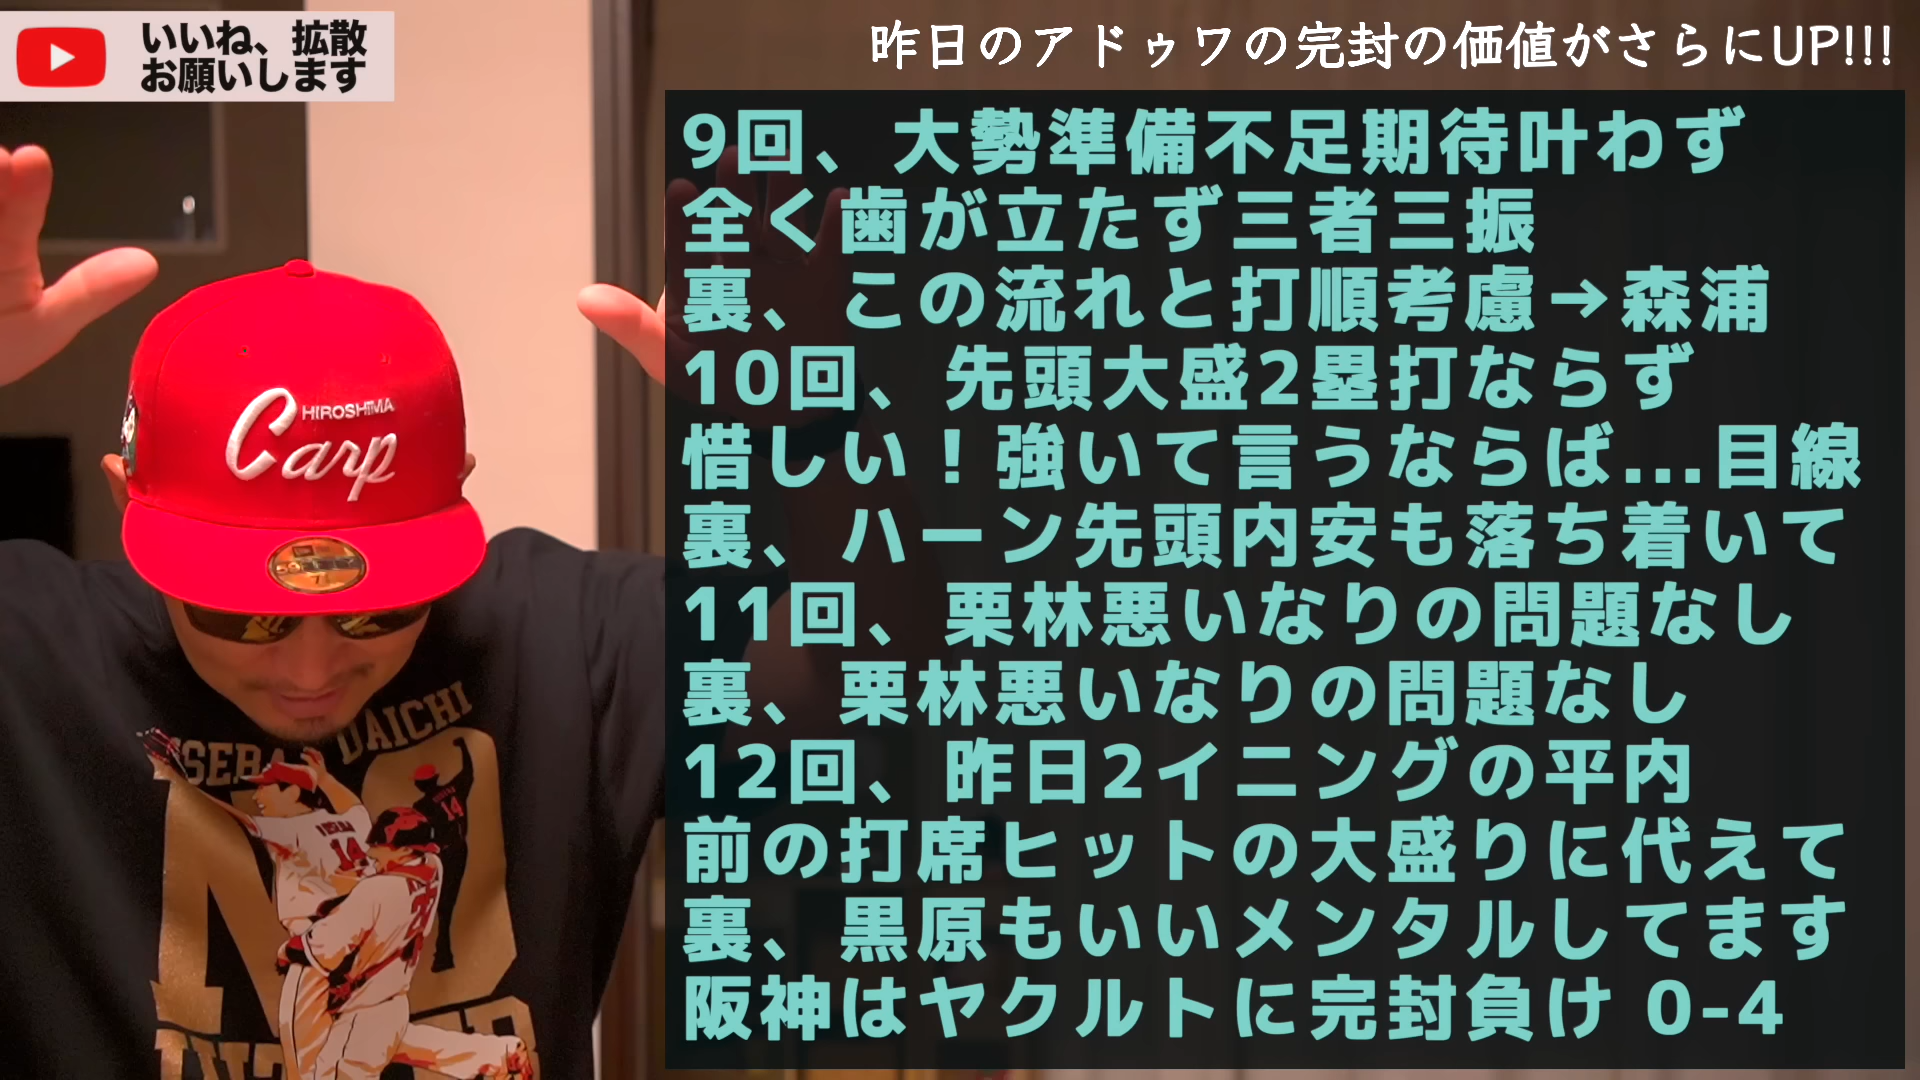 いいね、拡散
お願いします
昨日のアドゥワの完封の価値がさらにUP!!!
9回、大勢準備不足期待叶わず
全く歯が立たず三者三振
裏、この流れと打順考慮→森浦
10回、先頭大盛2塁打ならず
惜しい！強いて言うならば...目線
裏、ハーン先頭内安も落ち着いて
11回、栗林悪いなりの問題なし
裏、栗林悪いなりの問題なし
12回、昨日2イニングの平内
前の打席ヒットの大盛りに代えて
裏、黒原もいいメンタルしてます
阪神はヤクルトに完封負け 0-4
HIROSHIMA
Carp
DAICHI
14
14